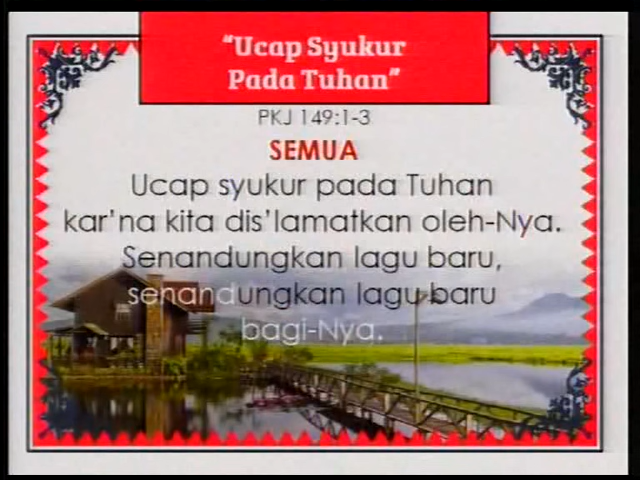 “Ucap Syukur
Pada Tuhan”
PKJ 149:1-3
SEMUA
Ucap syukur pada Tuhan
kar’na kita dis’lamatkan oleh-Nya.
Senandungkan lagu baru,
senandungkan lagu baru
bagi-Nya.